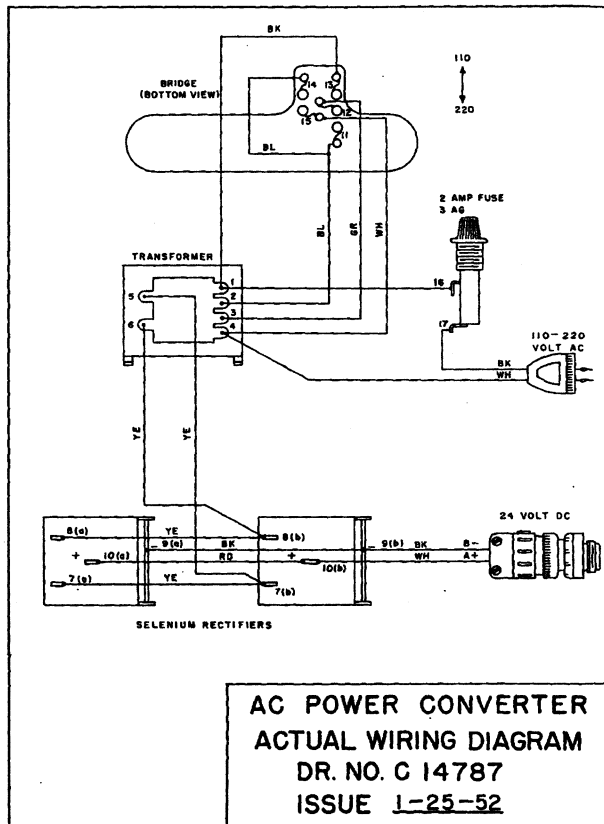 BK
110
220
BRIDGE
(BOTTOM VIEW)
14
13
15
12
11
BL
BL
GR
WH
2 AMP FUSE
3 AG
TRANSFORMER
1
2
3
4
5
6
16
17
110-220
VOLT AC
BK
WH
YE
YE
24 VOLT DC
8(a)
YE
8(b)
- 9(a)
BK
- 9(b)
BK
B-
+
10(a)
RD
+
10(b)
WH
A+
7(a)
YE
7(b)
SELENIUM RECTIFIERS
AC POWER CONVERTER
ACTUAL WIRING DIAGRAM
DR. NO. C 14787
ISSUE 1-25-52